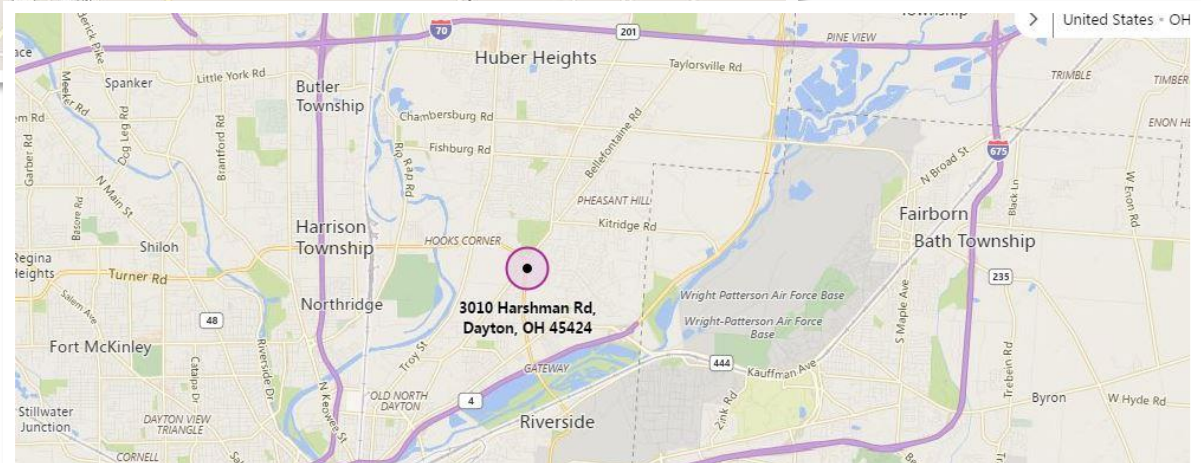 United States • OH
70
201
PINE VIEW
Huber Heights
Taylorsville Rd
TRIMBLE
TIMBER
Spanker
Little York Rd
Butler
Township
Meeker Rd
Frederick Pike
Og Leg Rd
Brantford Rd
Garber Rd
Chambersburg Rd
Bellefontaine Rd
ENON HE
675
Fishburg Rd
Rip Rap Rd
N Broad St
N Main St
Basore Rd
PHEASANT HILL
Kitridge Rd
Black Ln
W Enon Rd
Harrison
Township
HOOKS CORNER
Fairborn
Bath Township
Shiloh
Regina
Heights
Turner Rd
235
Northridge
3010 Harshman Rd,
Dayton, OH 45424
Wright Patterson Air Force Base
Wright-Patterson Air Force
Base
Salem Ave
48
Riverside Dr
S Maple Ave
Fort McKinley
Catalpa Dr
Troy St
GATEWAY
444
Kauffman Ave
Trebein Rd
N Keowee St
OLD NORTH
DAYTON
4
Zink Rd
Byron
W Hyde Rd
Stillwater
Junction
DAYTON VIEW
TRIANGLE
Riverside
CORNELL